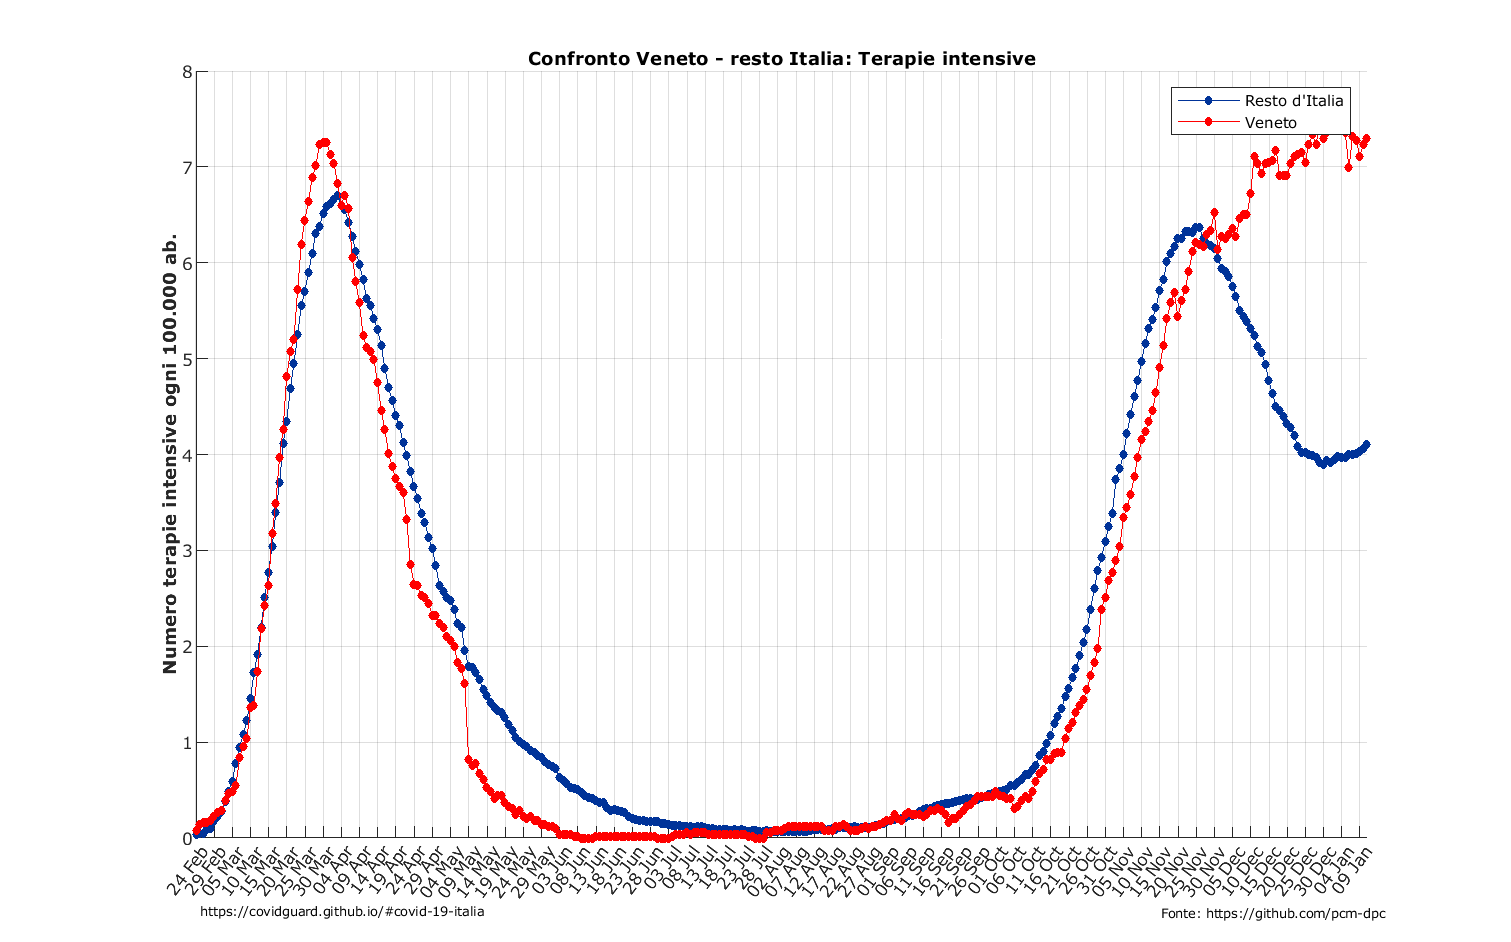 Confronto Veneto - resto Italia: Terapie intensive
Resto d'Italia
Veneto
Numero terapie intensive ogni 100.000 ab.
8
7
6
5
4
3
2
1
0
24 Feb
29 Feb
05 Mar
10 Mar
15 Mar
20 Mar
25 Mar
30 Mar
04 Apr
09 Apr
14 Apr
19 Apr
24 Apr
29 Apr
04 May
09 May
14 May
19 May
24 May
29 May
03 Jun
08 Jun
13 Jun
18 Jun
23 Jun
28 Jun
03 Jul
08 Jul
13 Jul
18 Jul
23 Jul
28 Jul
02 Aug
07 Aug
12 Aug
17 Aug
22 Aug
27 Aug
01 Sep
06 Sep
11 Sep
16 Sep
21 Sep
26 Sep
01 Oct
06 Oct
11 Oct
16 Oct
21 Oct
26 Oct
31 Oct
05 Nov
10 Nov
15 Nov
20 Nov
25 Nov
30 Nov
05 Dec
10 Dec
15 Dec
20 Dec
25 Dec
30 Dec
04 Jan
09 Jan
https://covidguard.github.io/#covid-19-italia
Fonte: https://github.com/pcm-dpc